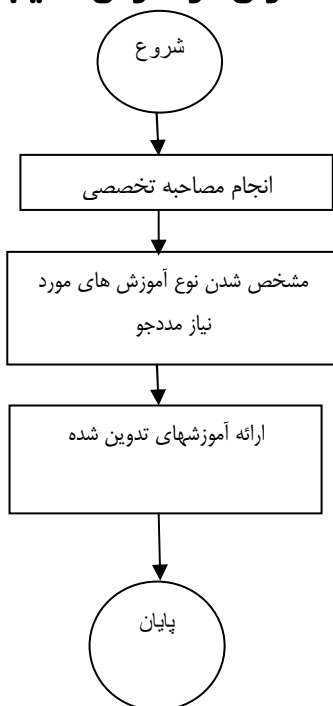 شروع
انجام مصاحبه تخصصی
مشخص شدن نوع آموزش های مورد
نیاز مددجو
ارائه آموزشهای تدوین شده
پایان